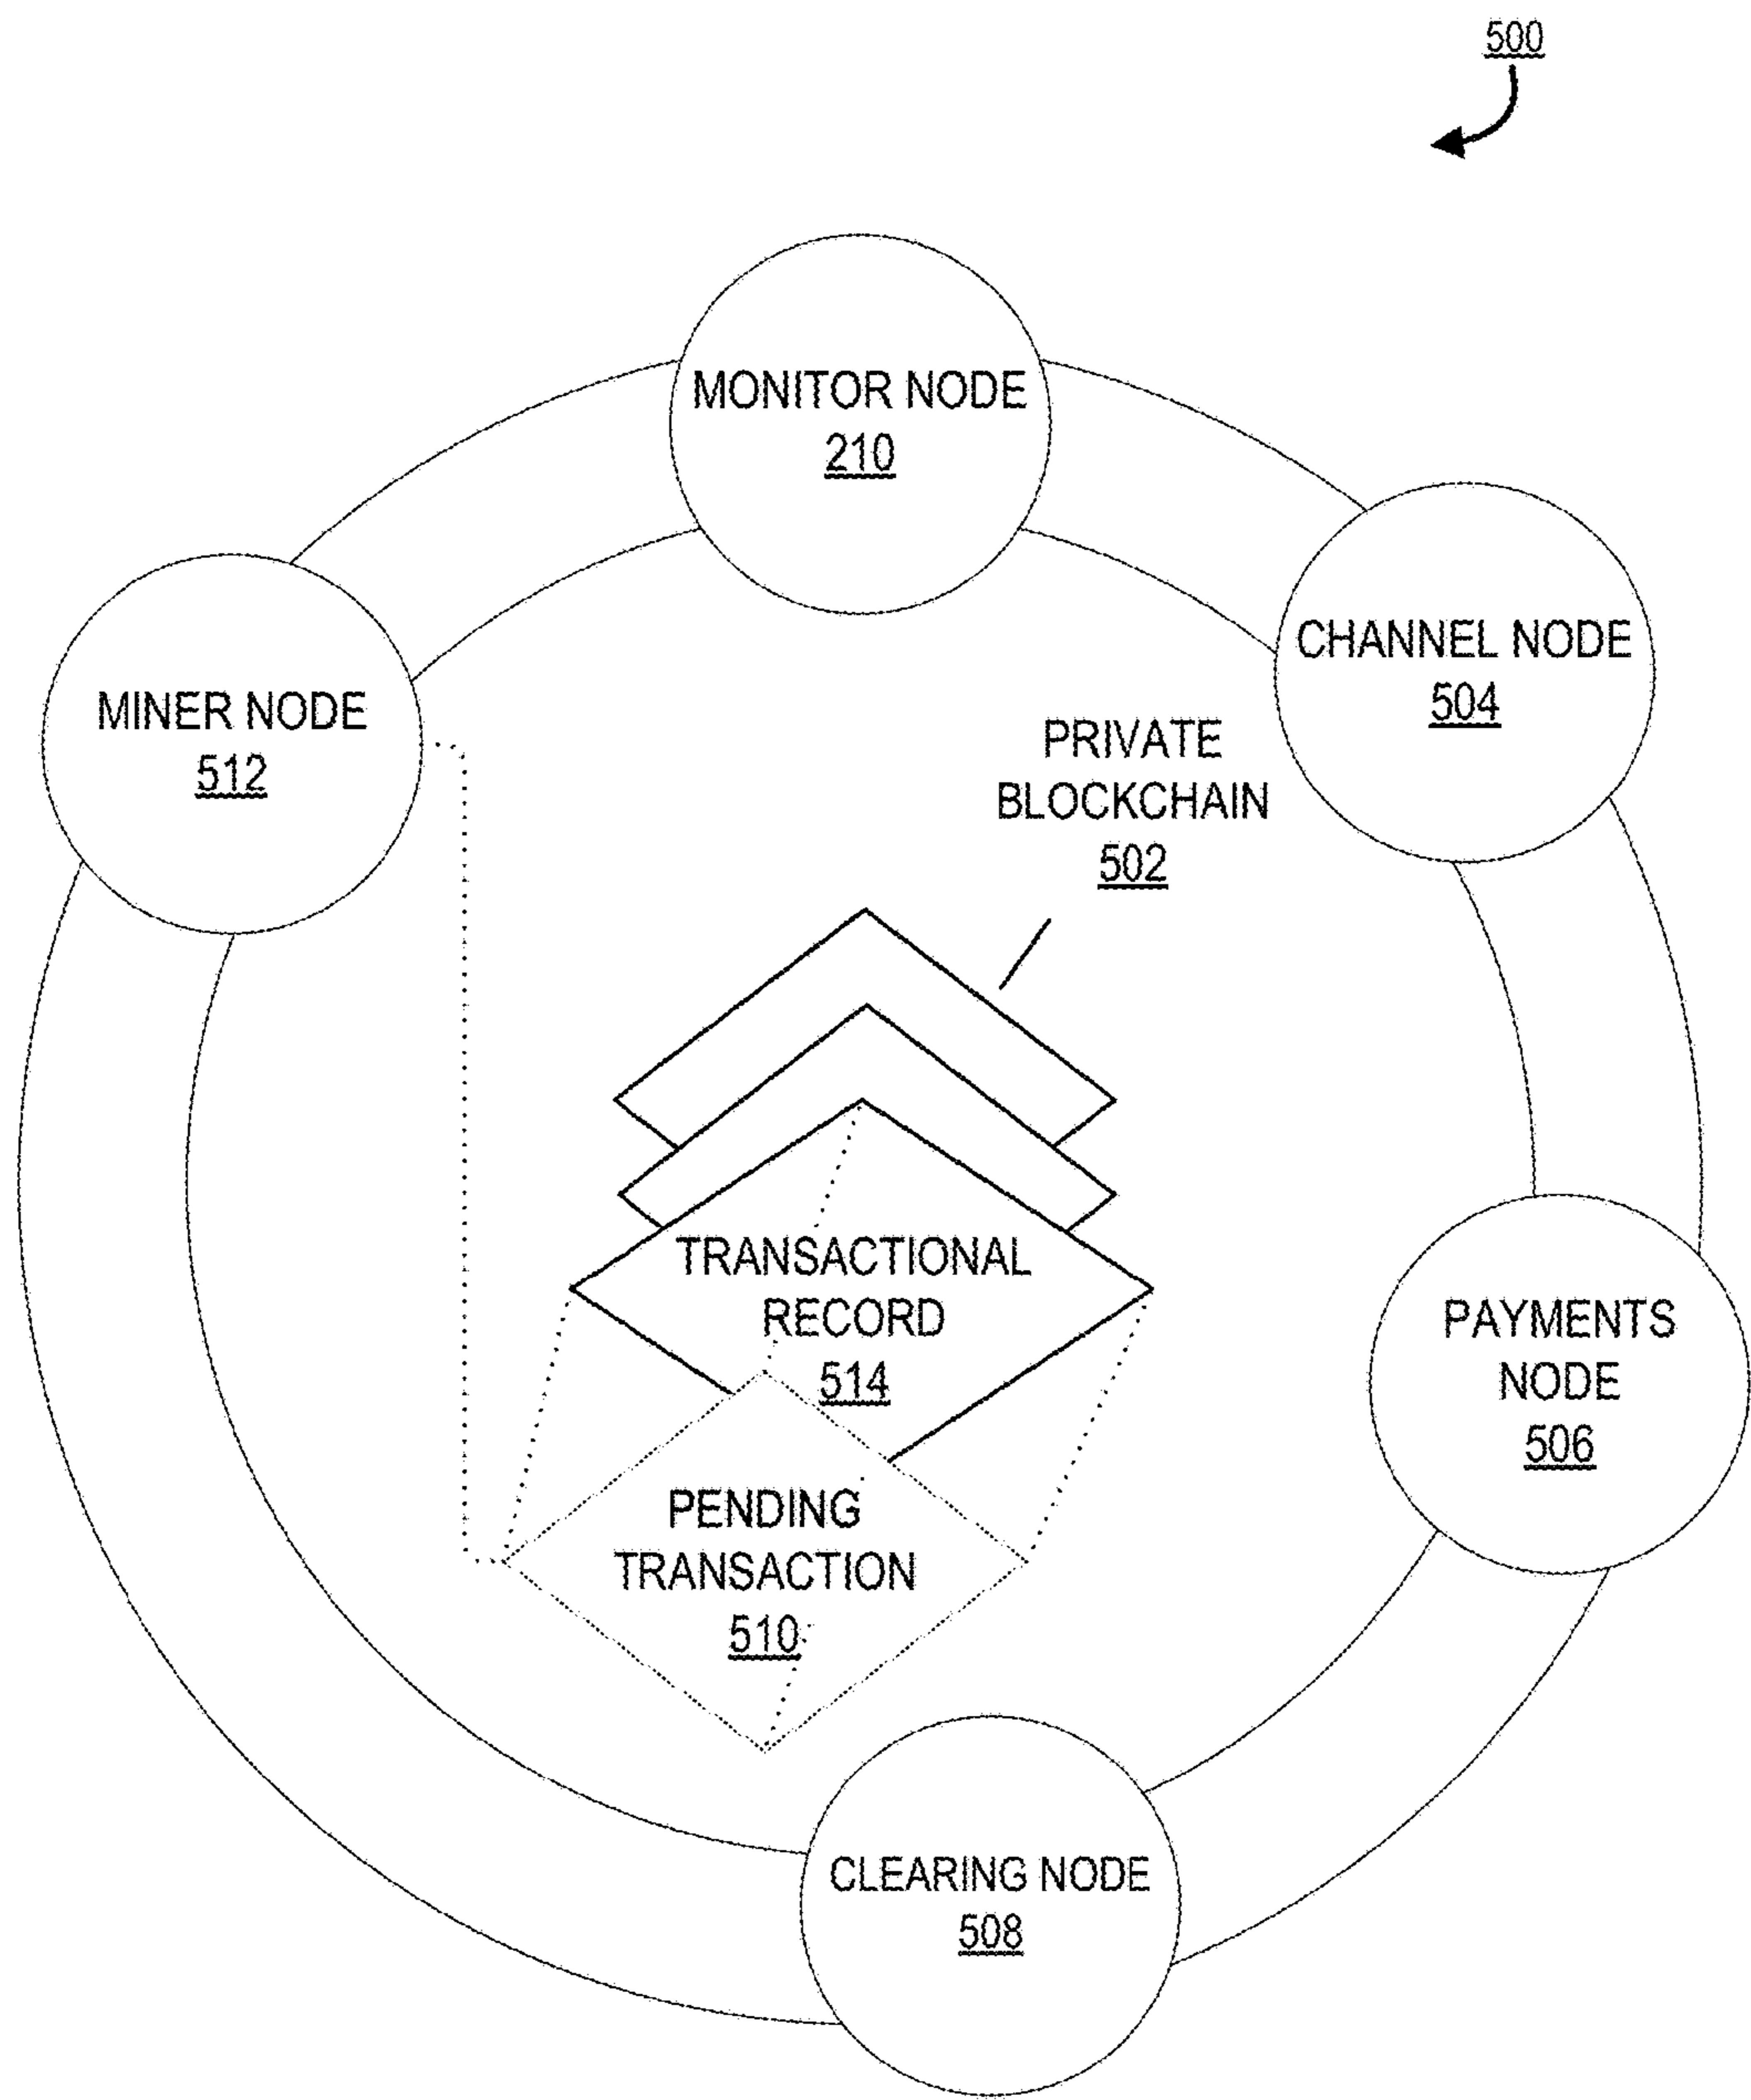 500
MONITOR NODE
210
CHANNEL NODE
504
MINER NODE
512
PRIVATE
BLOCKCHAIN
502
TRANSACTIONAL
RECORD
514
PAYMENTS
NODE
506
PENDING
TRANSACTION
510
CLEARING NODE
508